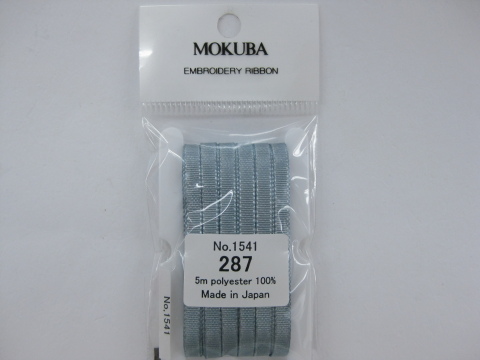 MOKUBA
EMBROIDERY RIBBON
No.1541
287
5m polyester 100%
Made in Japan
No.1541